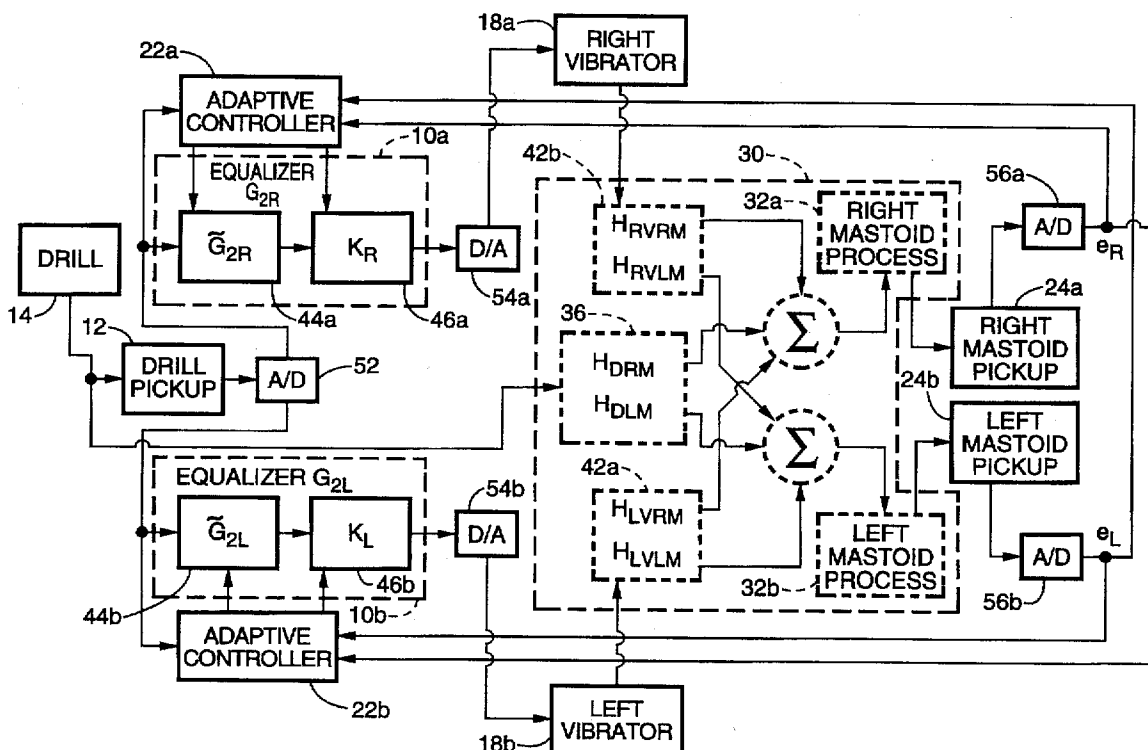 18a
RIGHT
VIBRATOR
22a
ADAPTIVE
CONTROLLER
10a
EQUALIZER
G2R
G̃2R
KR
D/A
54a
44a
46a
DRILL
14
12
DRILL
PICKUP
A/D
52
42b
30
HRVRM
HRVLM
32a
RIGHT
MASTOID
PROCESS
56a
A/D
eR
24a
RIGHT
MASTOID
PICKUP
36
HDRM
HDLM
Σ
Σ
24b
LEFT
MASTOID
PICKUP
EQUALIZER G2L
G̃2L
KL
54b
D/A
44b
46b
10b
ADAPTIVE
CONTROLLER
22b
42a
HLVRM
HLVLM
LEFT
MASTOID
PROCESS
32b
eL
A/D
56b
LEFT
VIBRATOR
18b